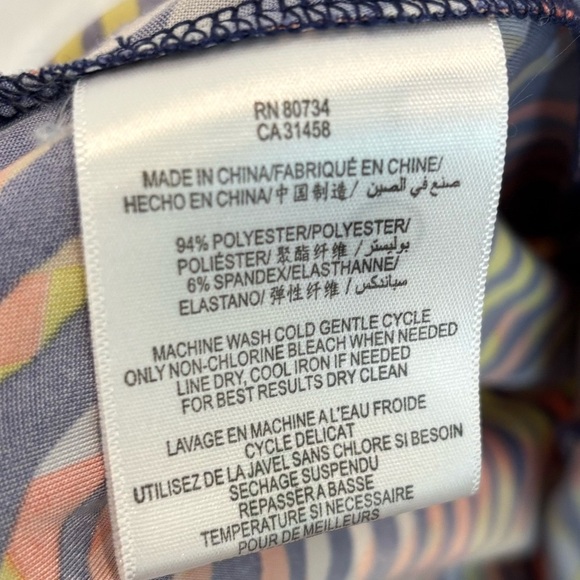 RN 80734
CA 31458
MADE IN CHINA/FABRIQUÉ EN CHINE/
HECHO EN CHINA/中国制造/ صنع في الصين
94% POLYESTER/POLYESTER/
POLIÉSTER/ 聚酯纤维 /بوليستر
6% SPANDEX/ELASTHANNE/
ELASTANO/ 弹性纤维 /سباندكس
MACHINE WASH COLD GENTLE CYCLE
ONLY NON-CHLORINE BLEACH WHEN NEEDED
LINE DRY, COOL IRON IF NEEDED
FOR BEST RESULTS DRY CLEAN
LAVAGE EN MACHINE A L'EAU FROIDE
CYCLE DELICAT
UTILISEZ DE LA JAVEL SANS CHLORE SI BESOIN
SECHAGE SUSPENDU
REPASSER A BASSE
TEMPERATURE SI NECESSAIRE
POUR DE MEILLEURS